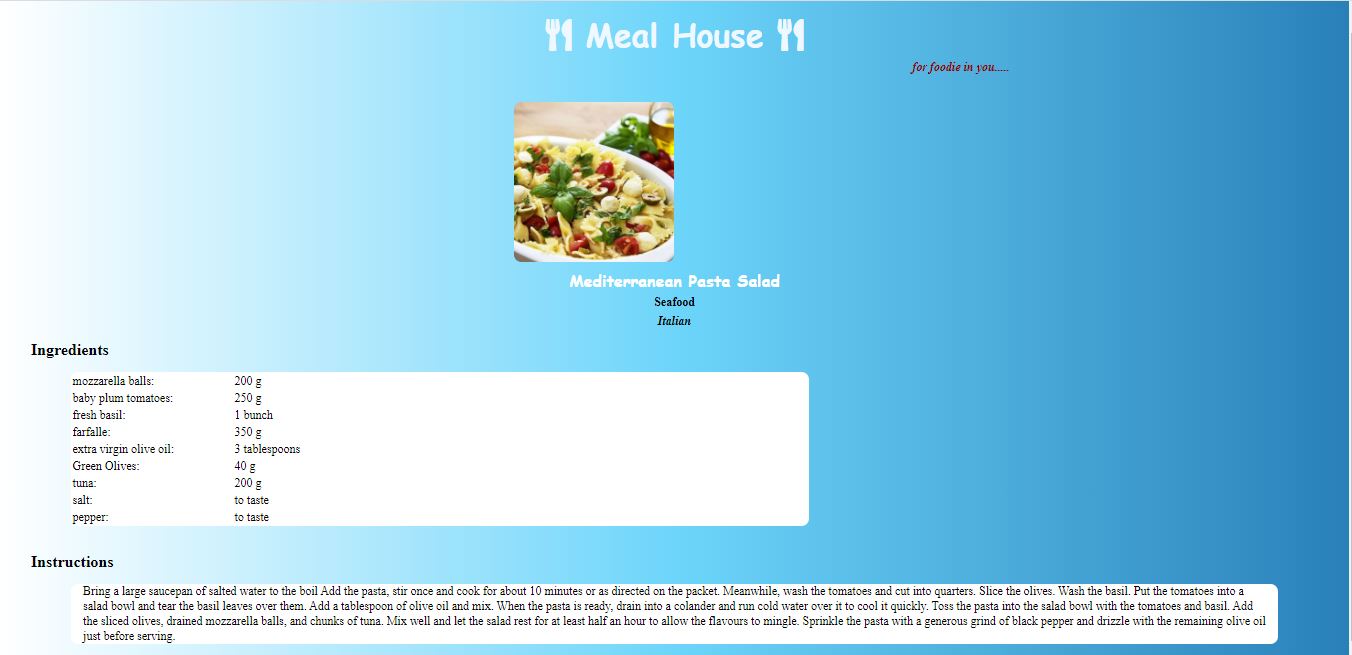 Meal House
for foodie in you.....
Mediterranean Pasta Salad
Seafood
Italian
Ingredients
mozzarella balls: 200 g
baby plum tomatoes: 250 g
fresh basil: 1 bunch
farfalle: 350 g
extra virgin olive oil: 3 tablespoons
Green Olives: 40 g
tuna: 200 g
salt: to taste
pepper: to taste
Instructions
Bring a large saucepan of salted water to the boil Add the pasta, stir once and cook for about 10 minutes or as directed on the packet. Meanwhile, wash the tomatoes and cut into quarters. Slice the olives. Wash the basil. Put the tomatoes into a
salad bowl and tear the basil leaves over them. Add a tablespoon of olive oil and mix. When the pasta is ready, drain into a colander and run cold water over it to cool it quickly. Toss the pasta into the salad bowl with the tomatoes and basil. Add
the sliced olives, drained mozzarella balls, and chunks of tuna. Mix well and let the salad rest for at least half an hour to allow the flavours to mingle. Sprinkle the pasta with a generous grind of black pepper and drizzle with the remaining olive oil
just before serving.